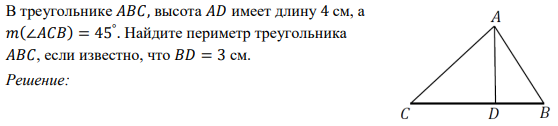 В треугольнике ABC, высота AD имеет длину 4 см, а
m(∠ACB) = 45°. Найдите периметр треугольника
ABC, если известно, что BD = 3 см.
Решение:
A
C D B